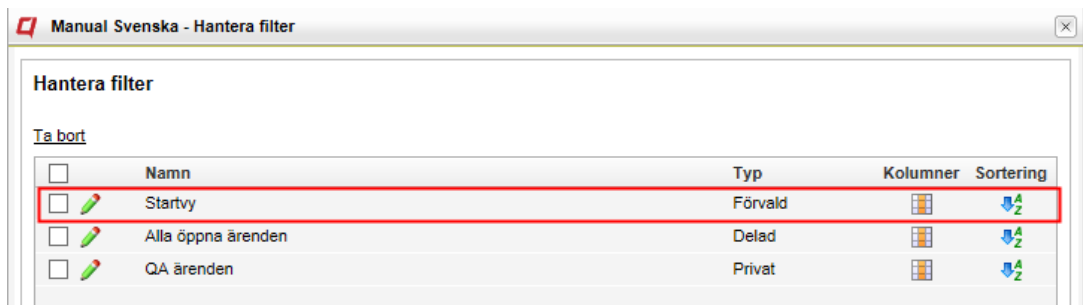 Manual Svenska - Hantera filter
Hantera filter
Ta bort
Namn Typ Kolumner Sortering
Startvy Förvald
Alla öppna ärenden Delad
QA ärenden Privat